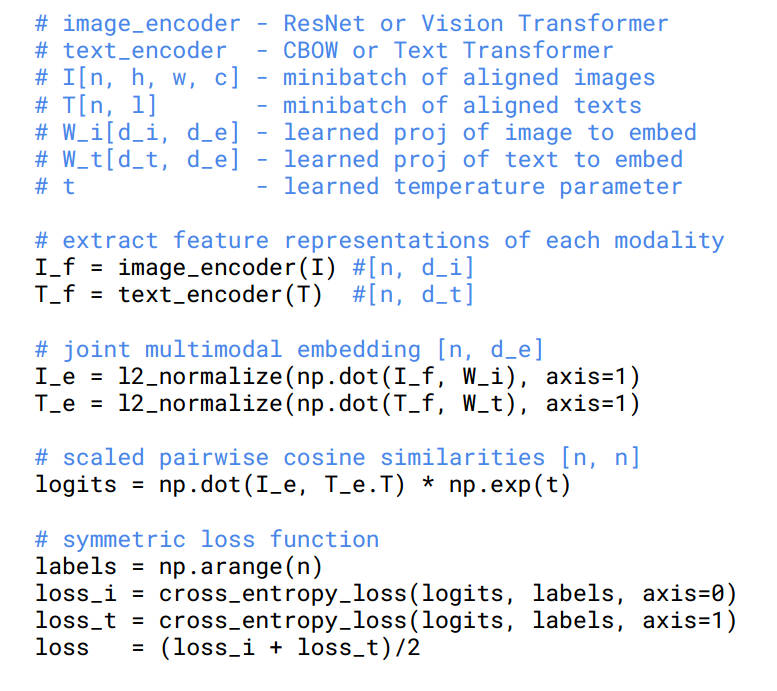 # image_encoder - ResNet or Vision Transformer
# text_encoder  - CBOW or Text Transformer
# I[n, h, w, c] - minibatch of aligned images
# T[n, l]       - minibatch of aligned texts
# W_i[d_i, d_e] - learned proj of image to embed
# W_t[d_t, d_e] - learned proj of text to embed
# t             - learned temperature parameter

# extract feature representations of each modality
I_f = image_encoder(I) #[n, d_i]
T_f = text_encoder(T)  #[n, d_t]

# joint multimodal embedding [n, d_e]
I_e = l2_normalize(np.dot(I_f, W_i), axis=1)
T_e = l2_normalize(np.dot(T_f, W_t), axis=1)

# scaled pairwise cosine similarities [n, n]
logits = np.dot(I_e, T_e.T) * np.exp(t)

# symmetric loss function
labels = np.arange(n)
loss_i = cross_entropy_loss(logits, labels, axis=0)
loss_t = cross_entropy_loss(logits, labels, axis=1)
loss   = (loss_i + loss_t)/2